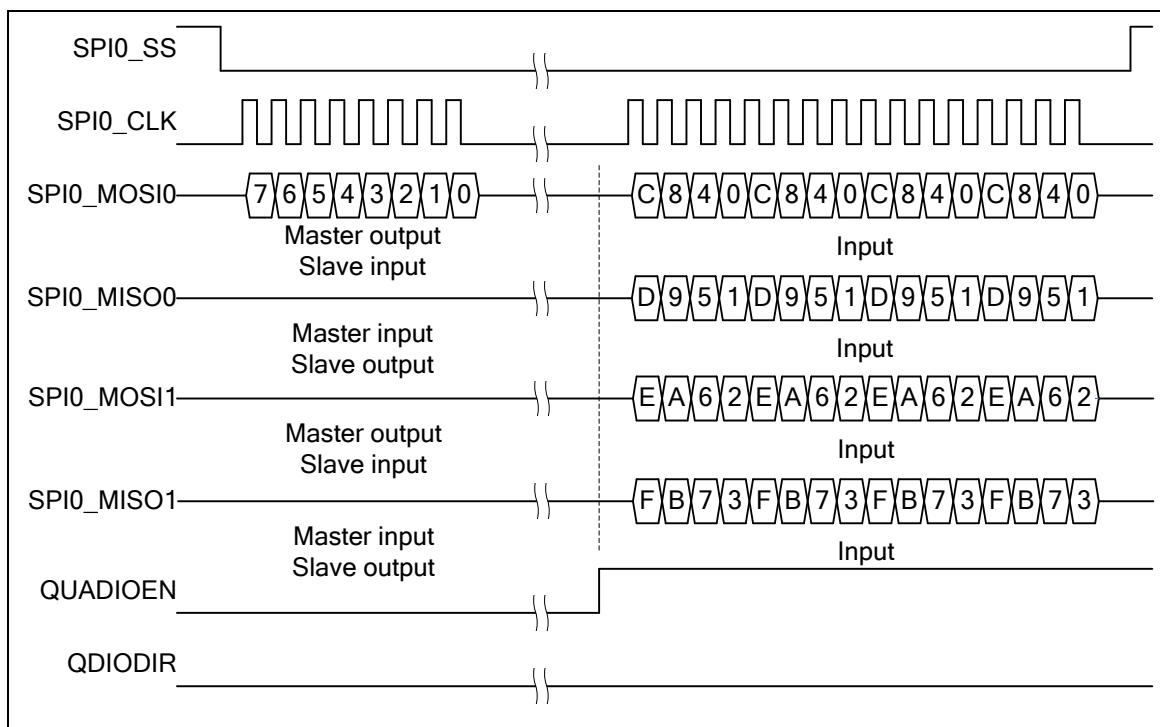 SPI0_SS
SPI0_CLK
SPI0_MOSI0 7 6 5 4 3 2 1 0 C 8 4 0 C 8 4 0 C 8 4 0 C 8 4 0
Master output
Slave input
Input
SPI0_MISO0 D 9 5 1 D 9 5 1 D 9 5 1 D 9 5 1
Master input
Slave output
Input
SPI0_MOSI1 E A 6 2 E A 6 2 E A 6 2 E A 6 2
Master output
Slave input
Input
SPI0_MISO1 F B 7 3 F B 7 3 F B 7 3 F B 7 3
Master input
Slave output
Input
QUADIOEN
QDIODIR